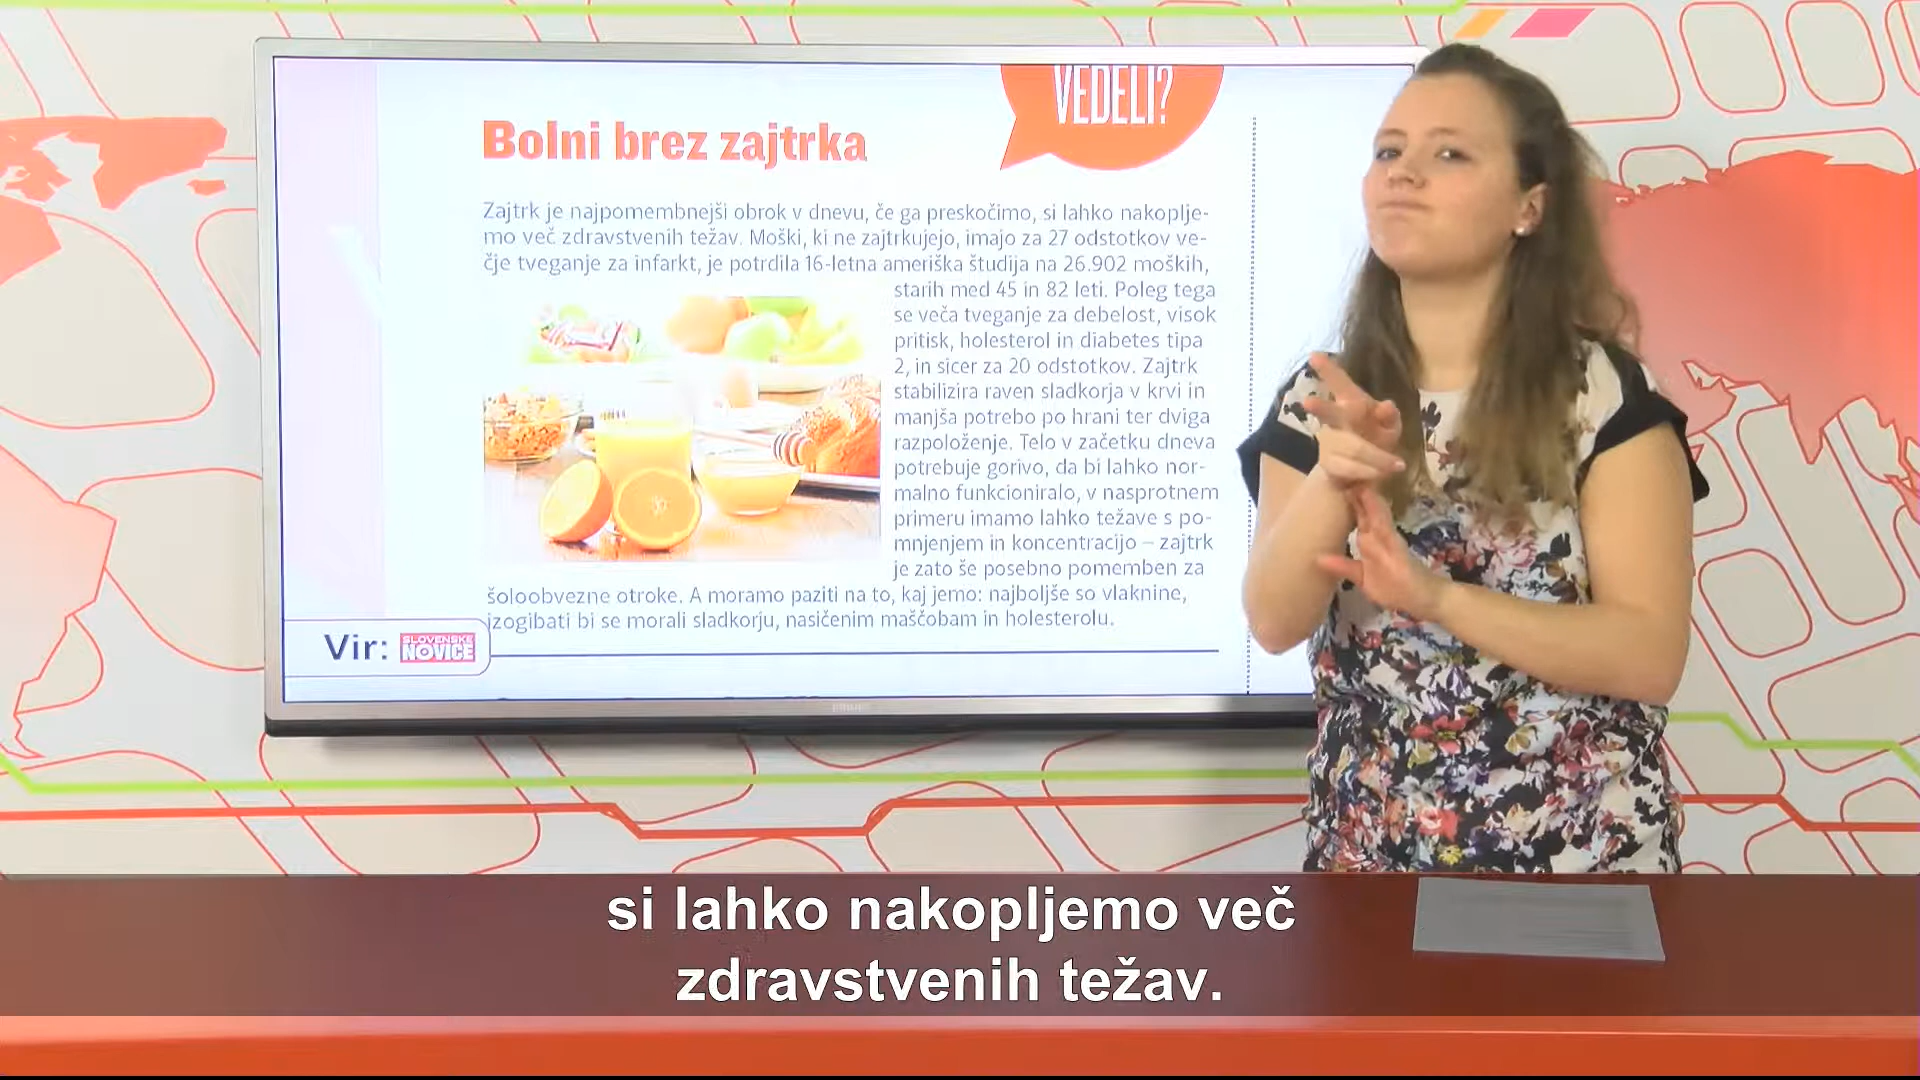 VEDELI?
Bolni brez zajtrka
Zajtrk je najpomembnejši obrok v dnevu, če ga preskočimo, si lahko nakoplje-
mo več zdravstvenih težav. Moški, ki ne zajtrkujejo, imajo za 27 odstotkov ve-
čje tveganje za infarkt, je potrdila 16-letna ameriška študija na 26.902 moških,
starih med 45 in 82 leti. Poleg tega
se veča tveganje za debelost, visok
pritisk, holesterol in diabetes tipa
2, in sicer za 20 odstotkov. Zajtrk
stabilizira raven sladkorja v krvi in
manjša potrebo po hrani ter dviga
razpoloženje. Telo v začetku dneva
potrebuje gorivo, da bi lahko nor-
malno funkcioniralo, v nasprotnem
primeru imamo lahko težave s po-
mnjenjem in koncentracijo – zajtrk
je zato še posebno pomemben za
šoloobvezne otroke. A moramo paziti na to, kaj jemo: najboljše so vlaknine,
izogibati bi se morali sladkorju, nasičenim maščobam in holesterolu.
Vir: SLOVENSKE NOVICE
PHILIPS
si lahko nakopljemo več
zdravstvenih težav.